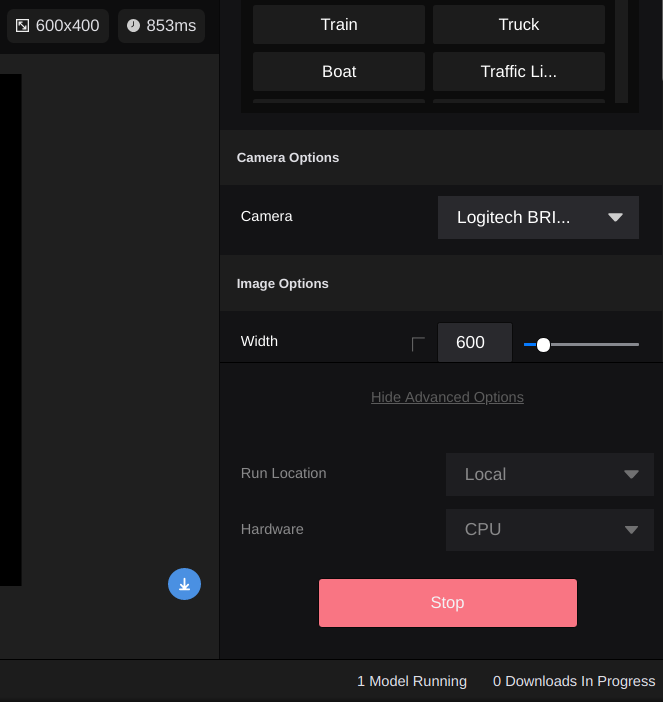 600x400 853ms
Train Truck
Boat Traffic Li...
Camera Options
Camera Logitech BRI...
Image Options
Width 600
Hide Advanced Options
Run Location Local
Hardware CPU
Stop
1 Model Running 0 Downloads In Progress